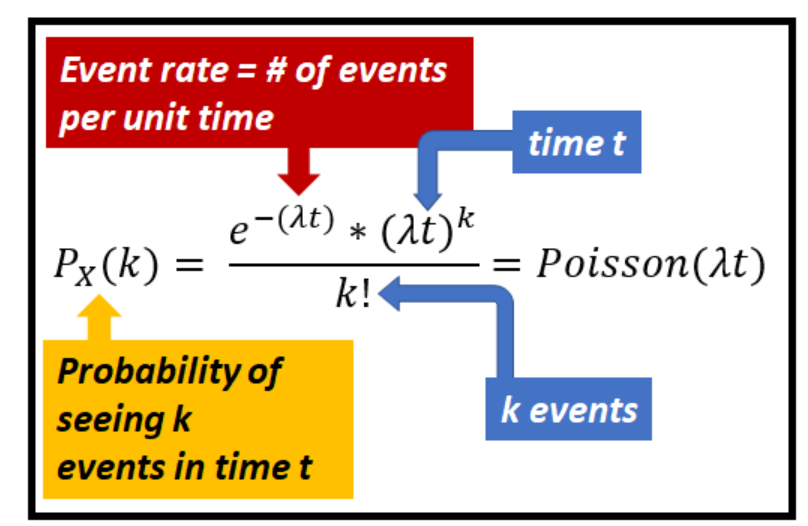 Event rate = # of events
per unit time
time t
P_X(k) = \frac{e^{-(λt)} * (λt)^k}{k!} = Poisson(λt)
Probability of
seeing k
events in time t
k events